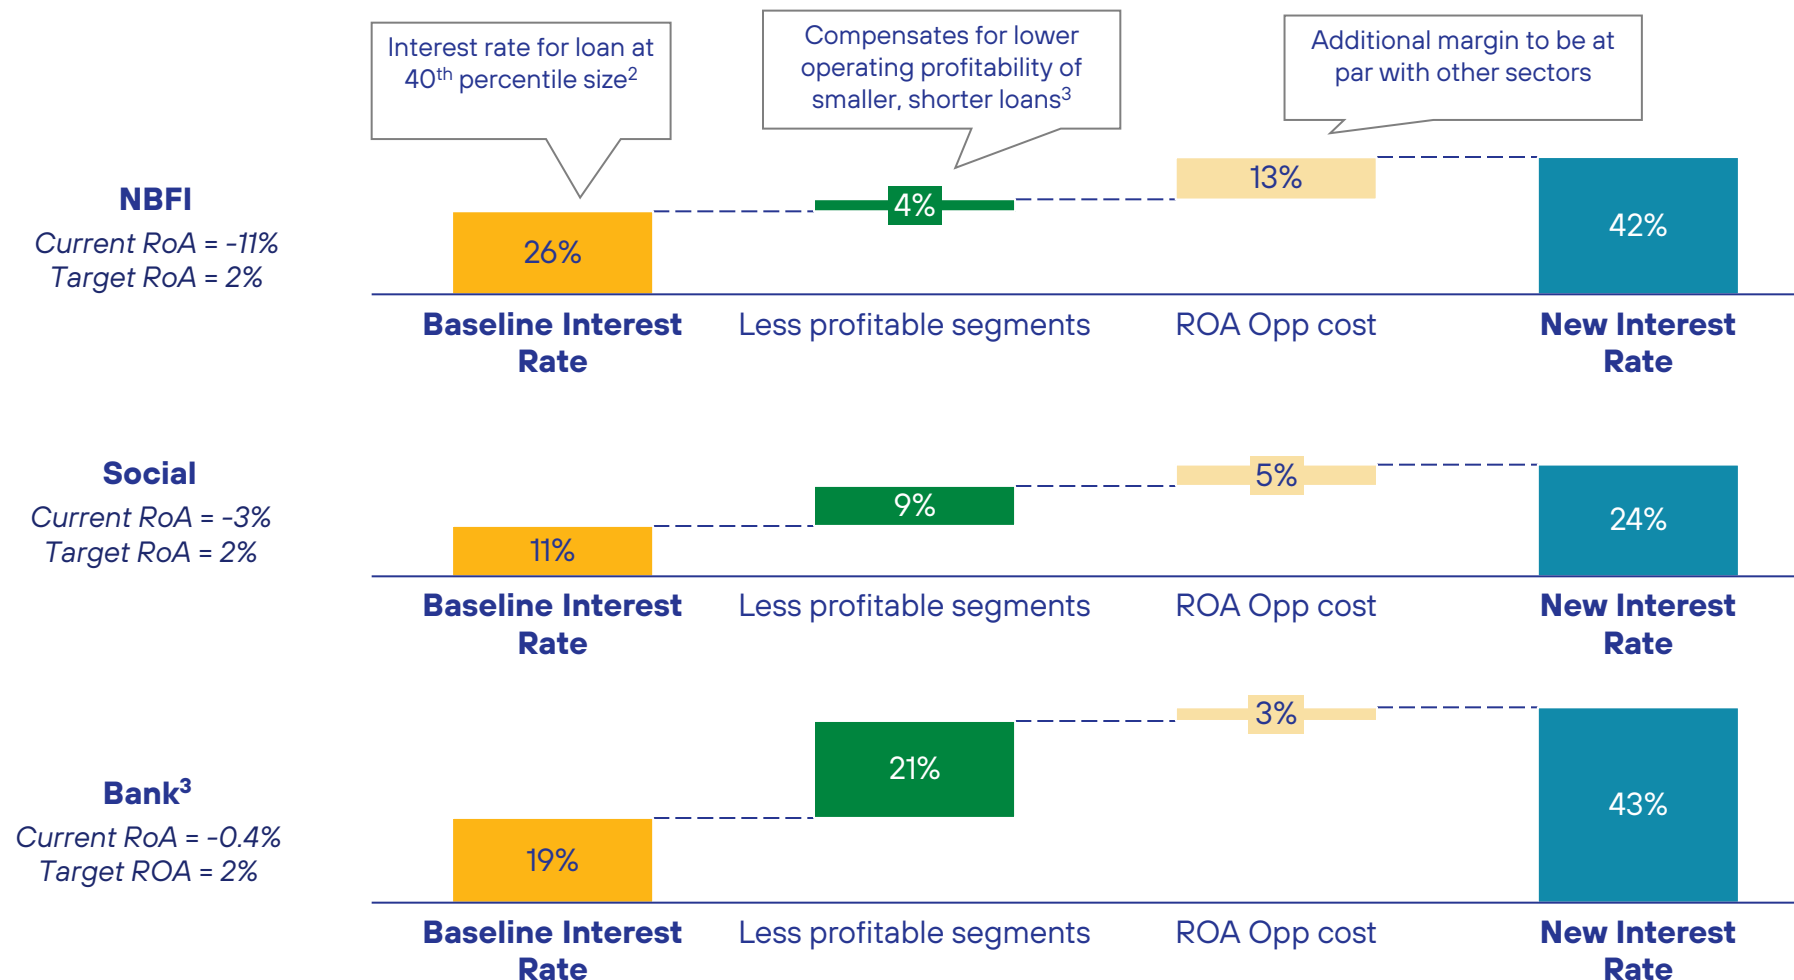 Interest rate for loan at
40th percentile size2
Compensates for lower
operating profitability of
smaller, shorter loans3
Additional margin to be at
par with other sectors
NBFI
Current RoA = -11%
Target RoA = 2%
26%
4%
13%
42%
Baseline Interest
Rate
Less profitable segments
ROA Opp cost
New Interest
Rate
Social
Current RoA = -3%
Target RoA = 2%
11%
9%
5%
24%
Baseline Interest
Rate
Less profitable segments
ROA Opp cost
New Interest
Rate
Bank3
Current RoA = -0.4%
Target ROA = 2%
19%
21%
3%
43%
Baseline Interest
Rate
Less profitable segments
ROA Opp cost
New Interest
Rate